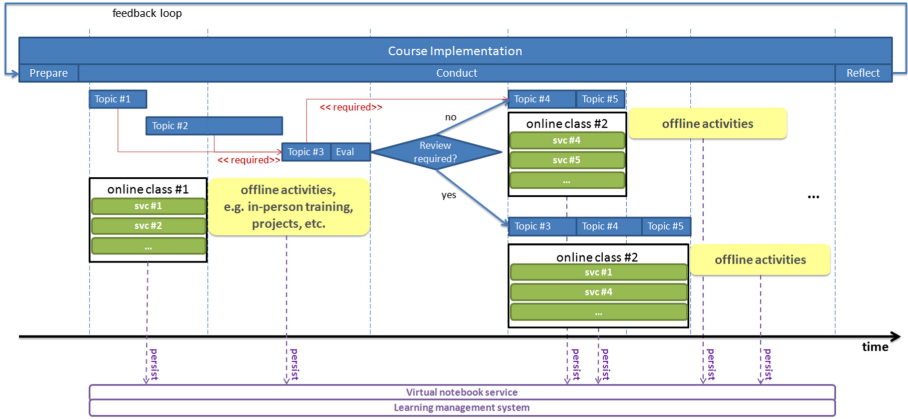 feedback loop
Course Implementation
Prepare
Conduct
Reflect
Topic #1
<< required>>
Topic #4
Topic #5
Topic #2
no
online class #2
offline activities
svc #4
Review
required?
Topic #3
Eval
<< required>>
svc #5
...
yes
online class #1
offline activities,
e.g. in-person training,
projects, etc.
svc #1
svc #2
...
...
Topic #3
Topic #4
Topic #5
online class #2
offline activities
svc #1
svc #4
...
time
persist
persist
persist
persist
persist
persist
Virtual notebook service
Learning management system